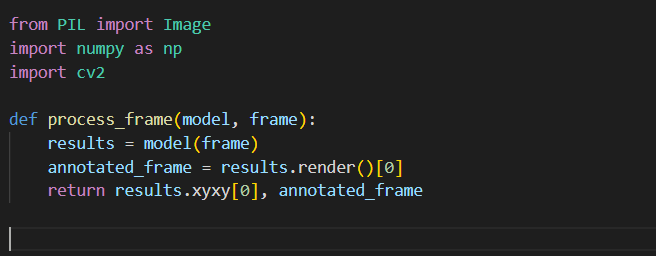 from PIL import Image
import numpy as np
import cv2
def process_frame(model, frame):
    results = model(frame)
    annotated_frame = results.render()[0]
    return results.xyxy[0], annotated_frame